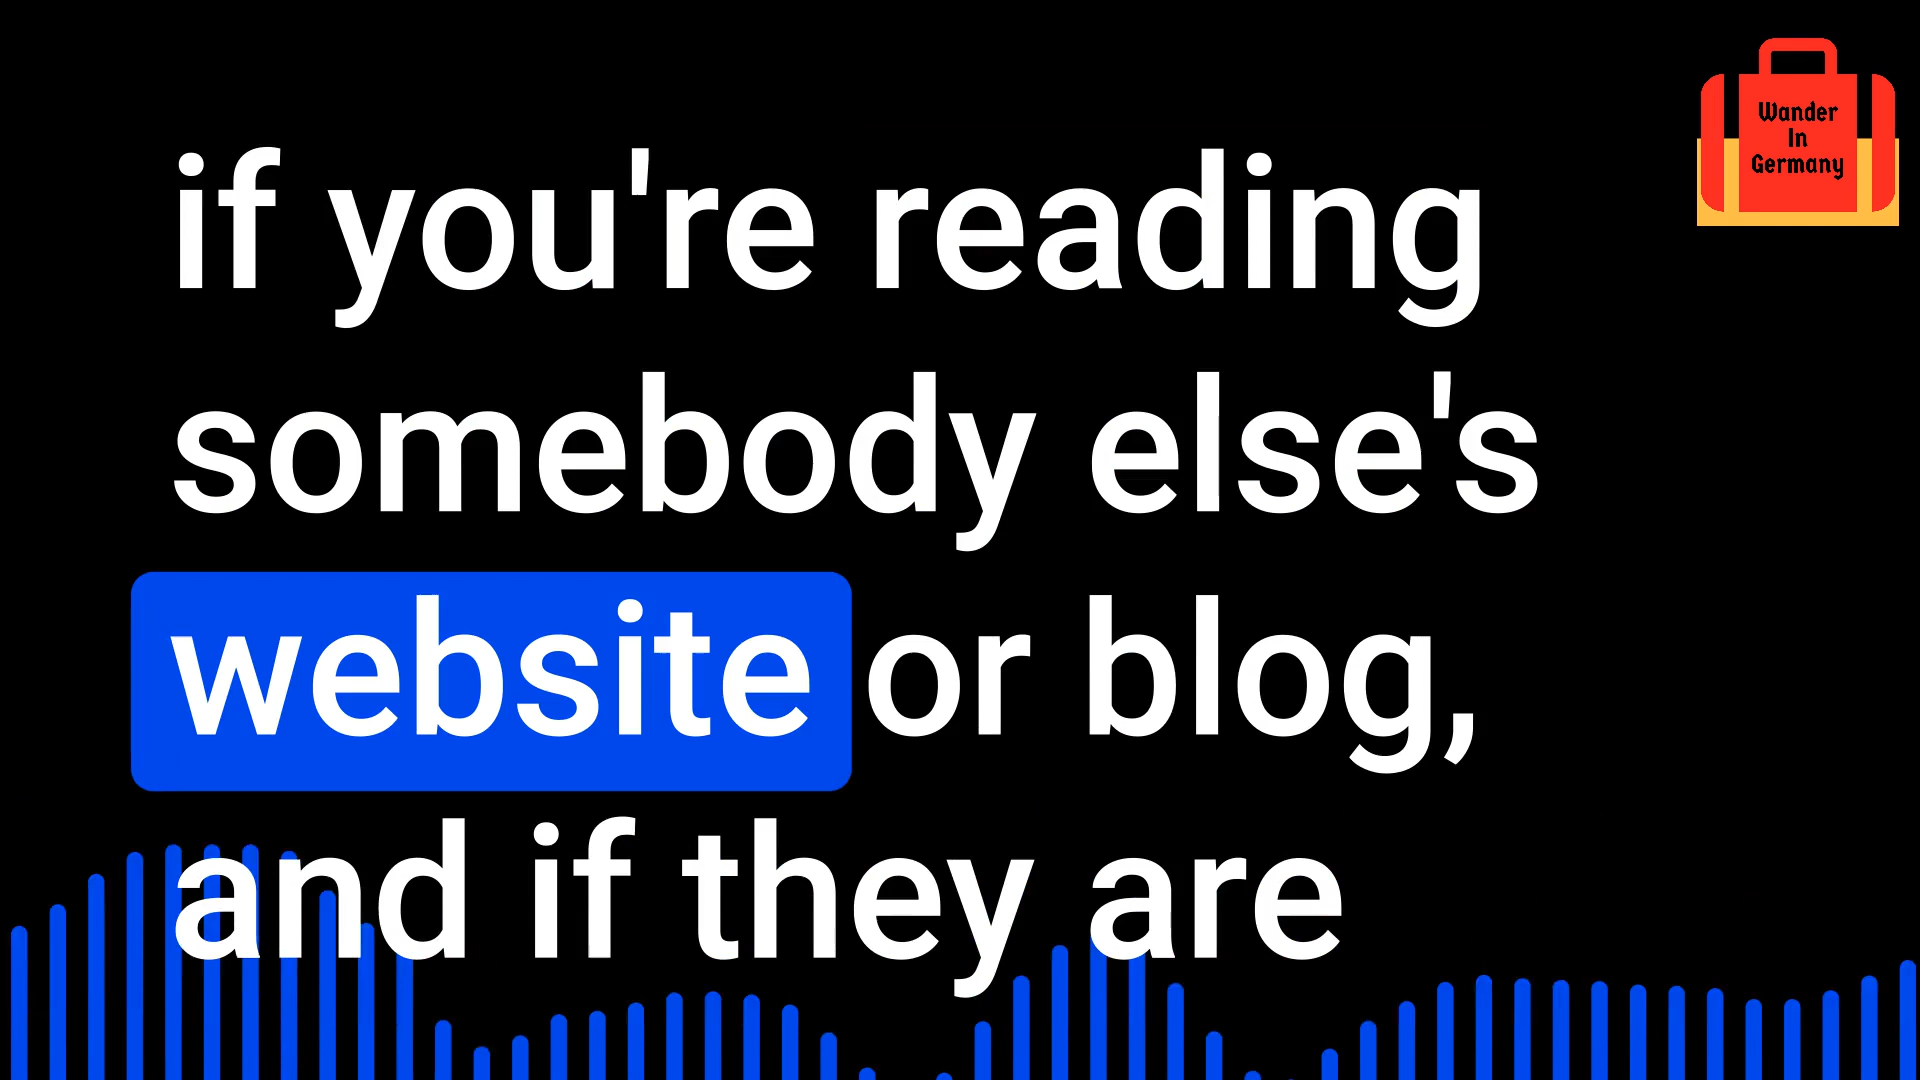 if you're reading
somebody else's
website or blog,
and if they are
Wander
In
Germany